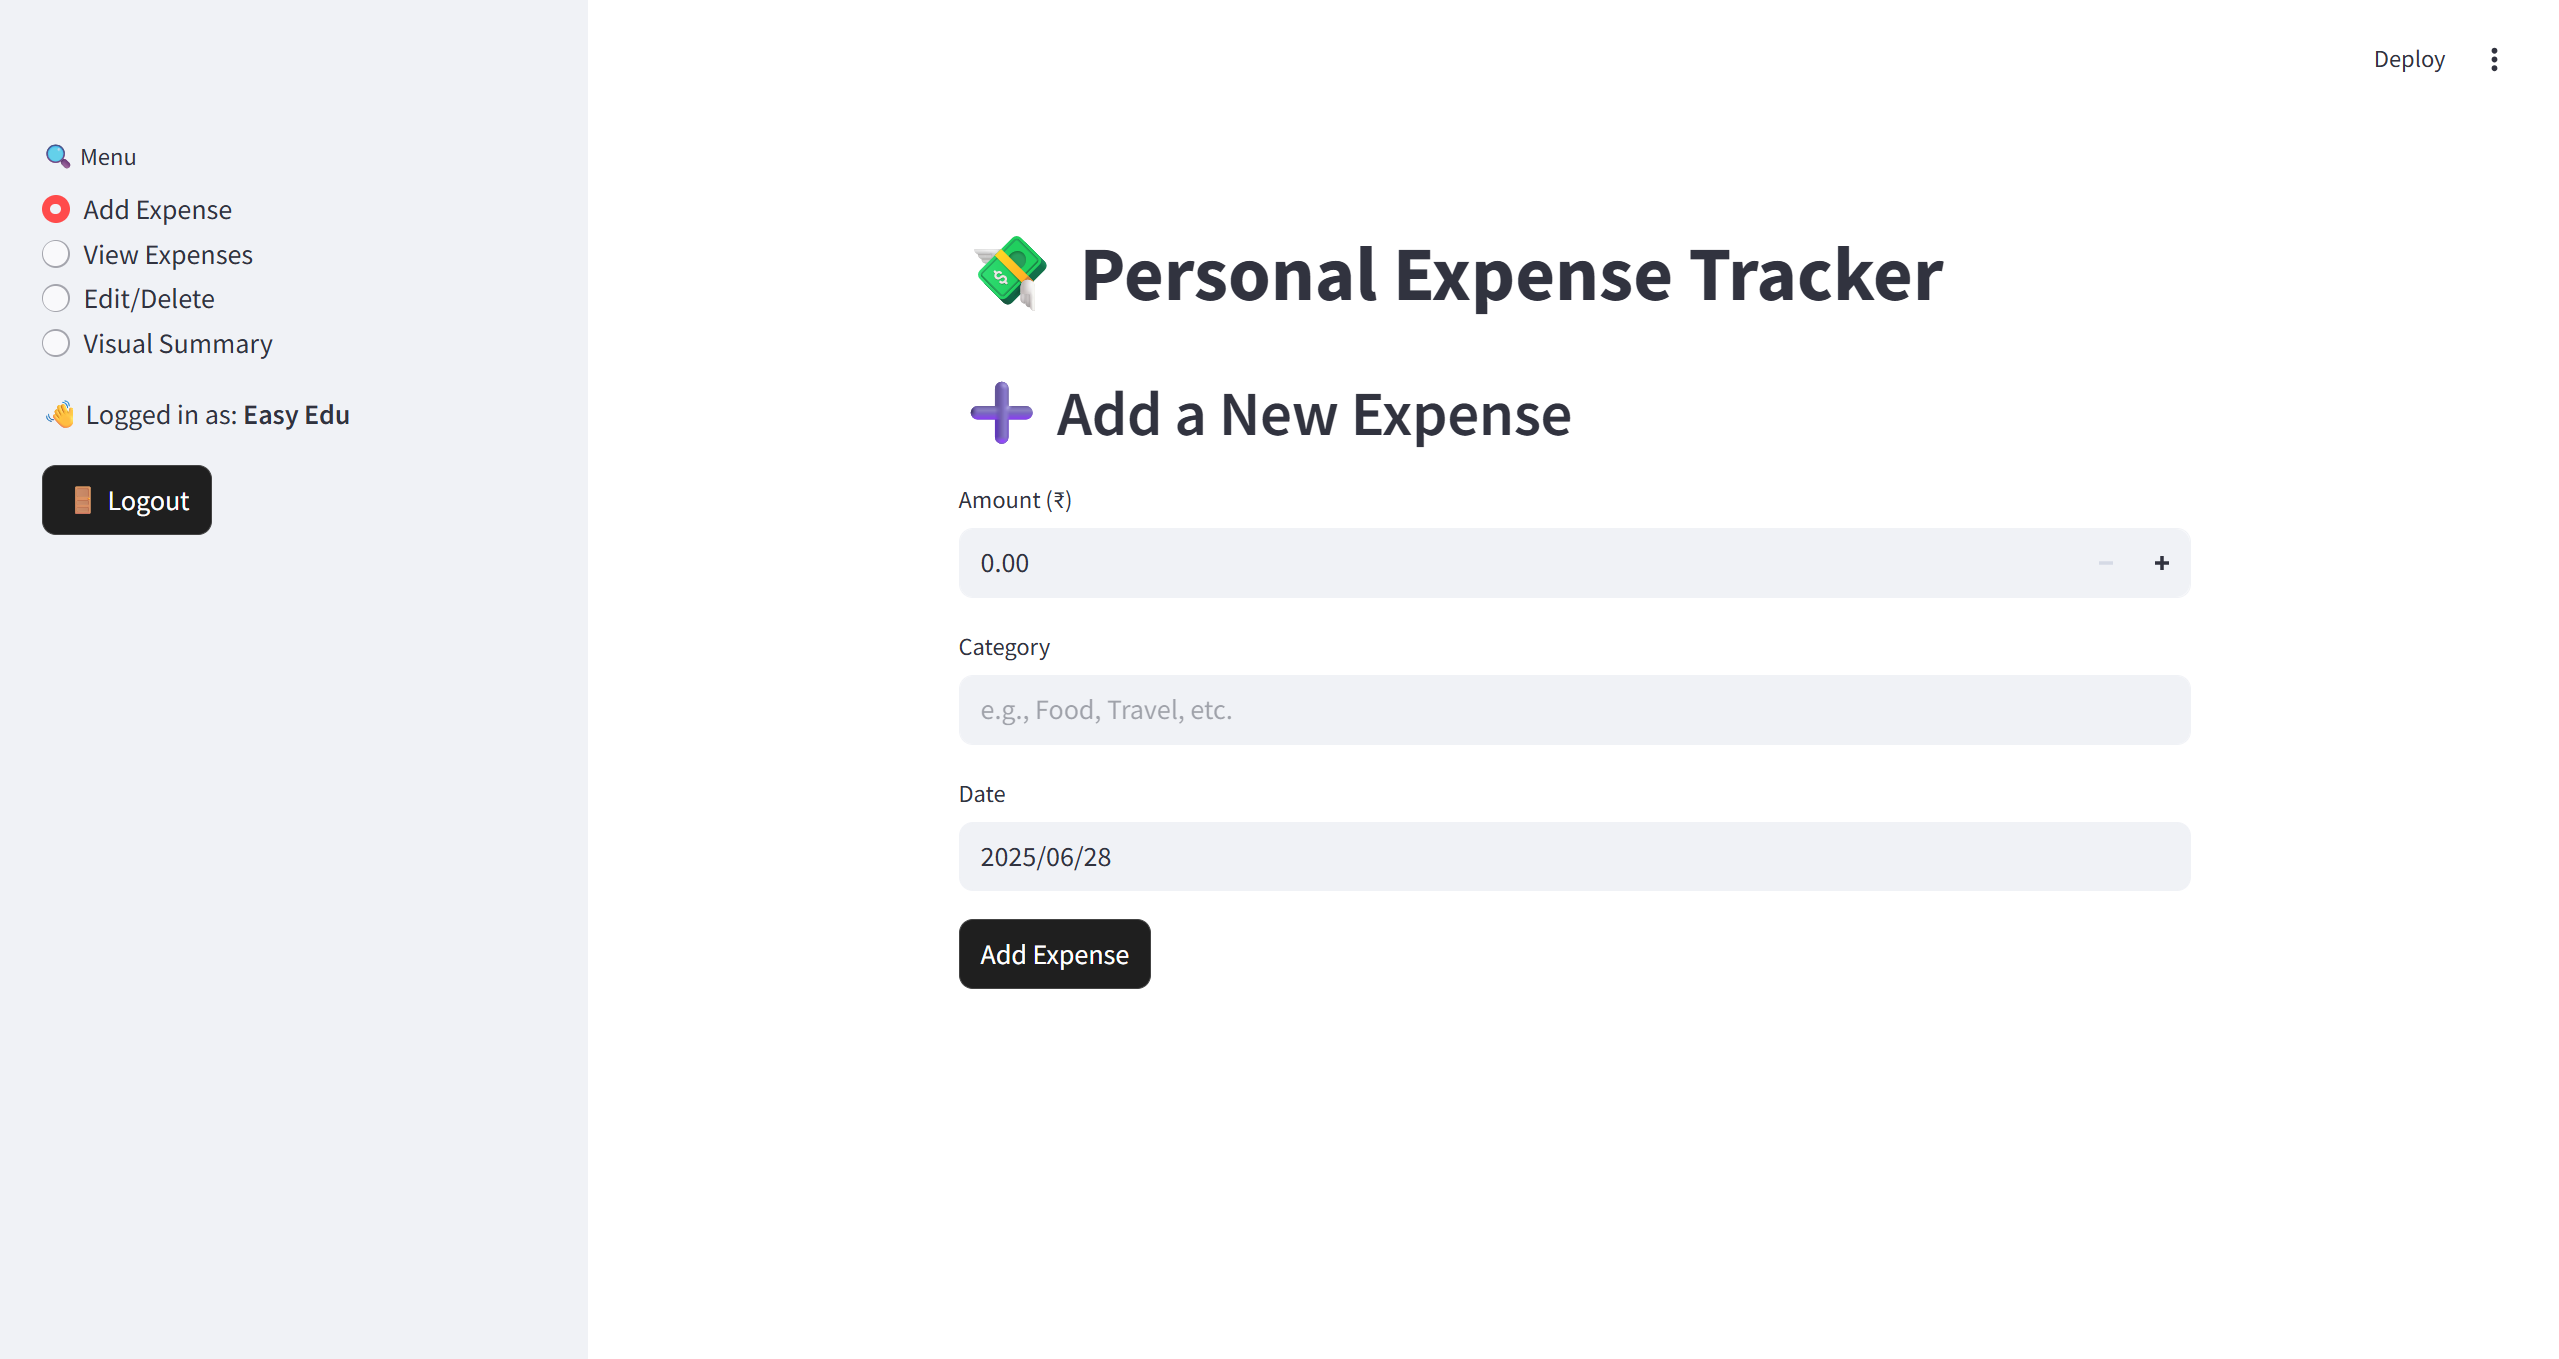 Deploy
Menu
Add Expense
View Expenses
Edit/Delete
Visual Summary
Logged in as: Easy Edu
Logout
Personal Expense Tracker
Add a New Expense
Amount (₹)
0.00
Category
e.g., Food, Travel, etc.
Date
2025/06/28
Add Expense